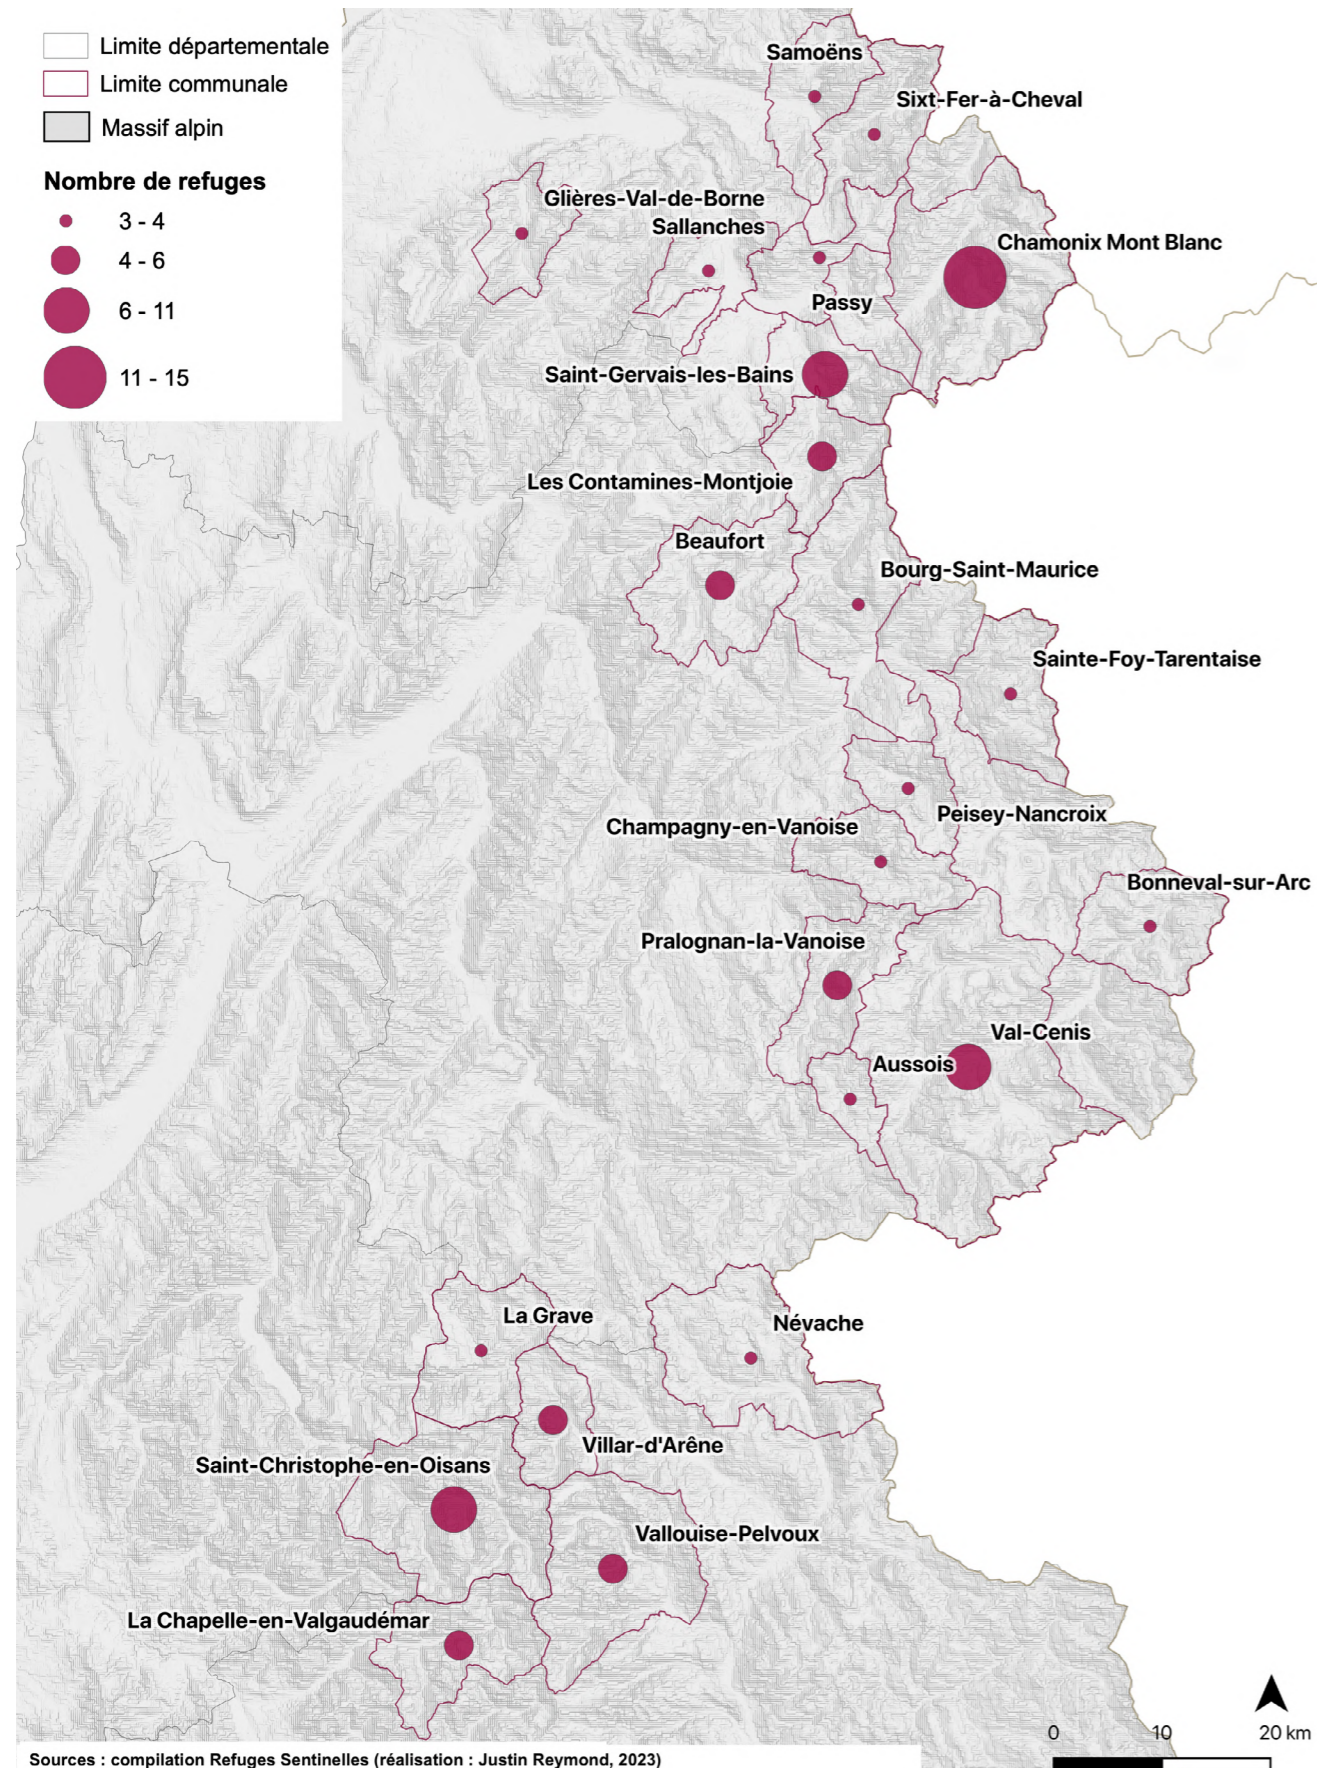 Limite départementale
Limite communale
Massif alpin
Nombre de refuges
3 - 4
4 - 6
6 - 11
11 - 15
Samoëns
Sixt-Fer-à-Cheval
Glières-Val-de-Borne
Sallanches
Chamonix Mont Blanc
Passy
Saint-Gervais-les-Bains
Les Contamines-Montjoie
Beaufort
Bourg-Saint-Maurice
Sainte-Foy-Tarentaise
Peisey-Nancroix
Champagny-en-Vanoise
Bonneval-sur-Arc
Pralognan-la-Vanoise
Val-Cenis
Aussois
La Grave
Névache
Villar-d'Arêne
Saint-Christophe-en-Oisans
Vallouise-Pelvoux
La Chapelle-en-Valgaudémar
0 10 20 km
Sources : compilation Refuges Sentinelles (réalisation : Justin Reymond, 2023)